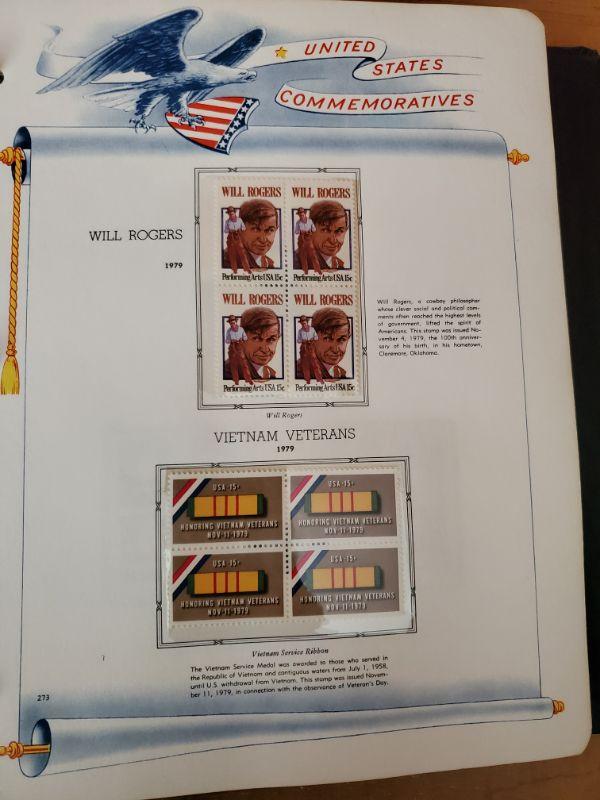 UNITED
STATES
COMMEMORATIVES
WILL ROGERS
1979
WILL ROGERS
Performing Arts USA 15c
WILL ROGERS
Performing Arts USA 15c
WILL ROGERS
Performing Arts USA 15c
WILL ROGERS
Performing Arts USA 15c
Will Rogers, a cowboy philosopher
whose clever social and political com-
ments often reached the highest levels
of government, lifted the spirit of
Americans. This stamp was issued No-
vember 4, 1979, the 100th anniver-
sary of his birth, in his hometown,
Claremore, Oklahoma.
Will Rogers
VIETNAM VETERANS
1979
USA·15c
HONORING VIETNAM VETERANS
NOV·11·1979
USA·15c
HONORING VIETNAM VETERANS
NOV·11·1979
USA·15c
HONORING VIETNAM VETERANS
NOV·11·1979
USA·15c
HONORING VIETNAM VETERANS
NOV·11·1979
Vietnam Service Ribbon
The Vietnam Service Medal was awarded to those who served in
the Republic of Vietnam and contiguous waters from July 1, 1958,
until U.S. withdrawal from Vietnam. This stamp was issued Novem-
ber 11, 1979, in connection with the observance of Veteran's Day.
273